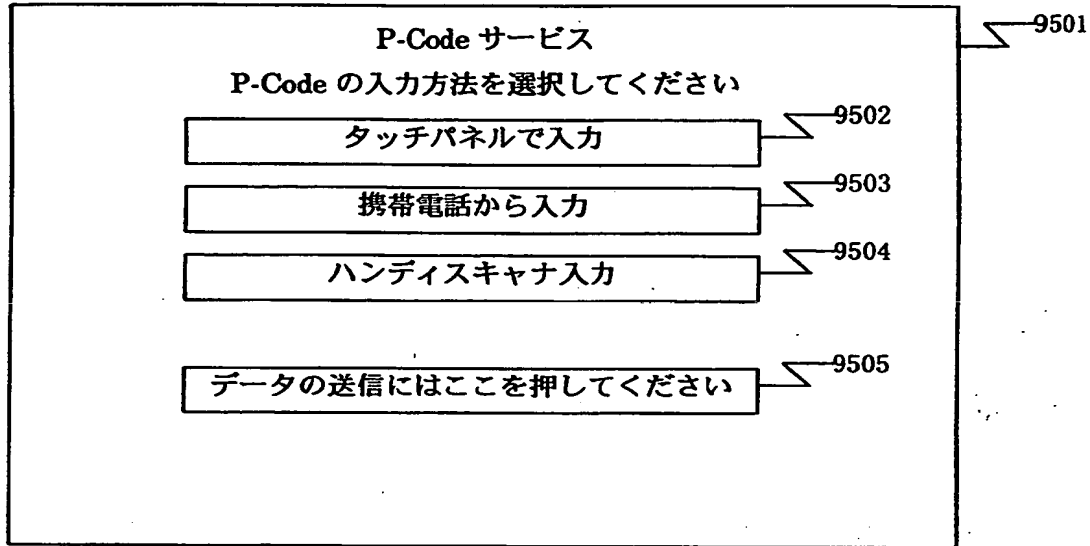 P-Code サービス
9501
P-Code の入力方法を選択してください
タッチパネルで入力
9502
携帯電話から入力
9503
ハンディスキャナ入力
9504
データの送信にはここを押してください
9505